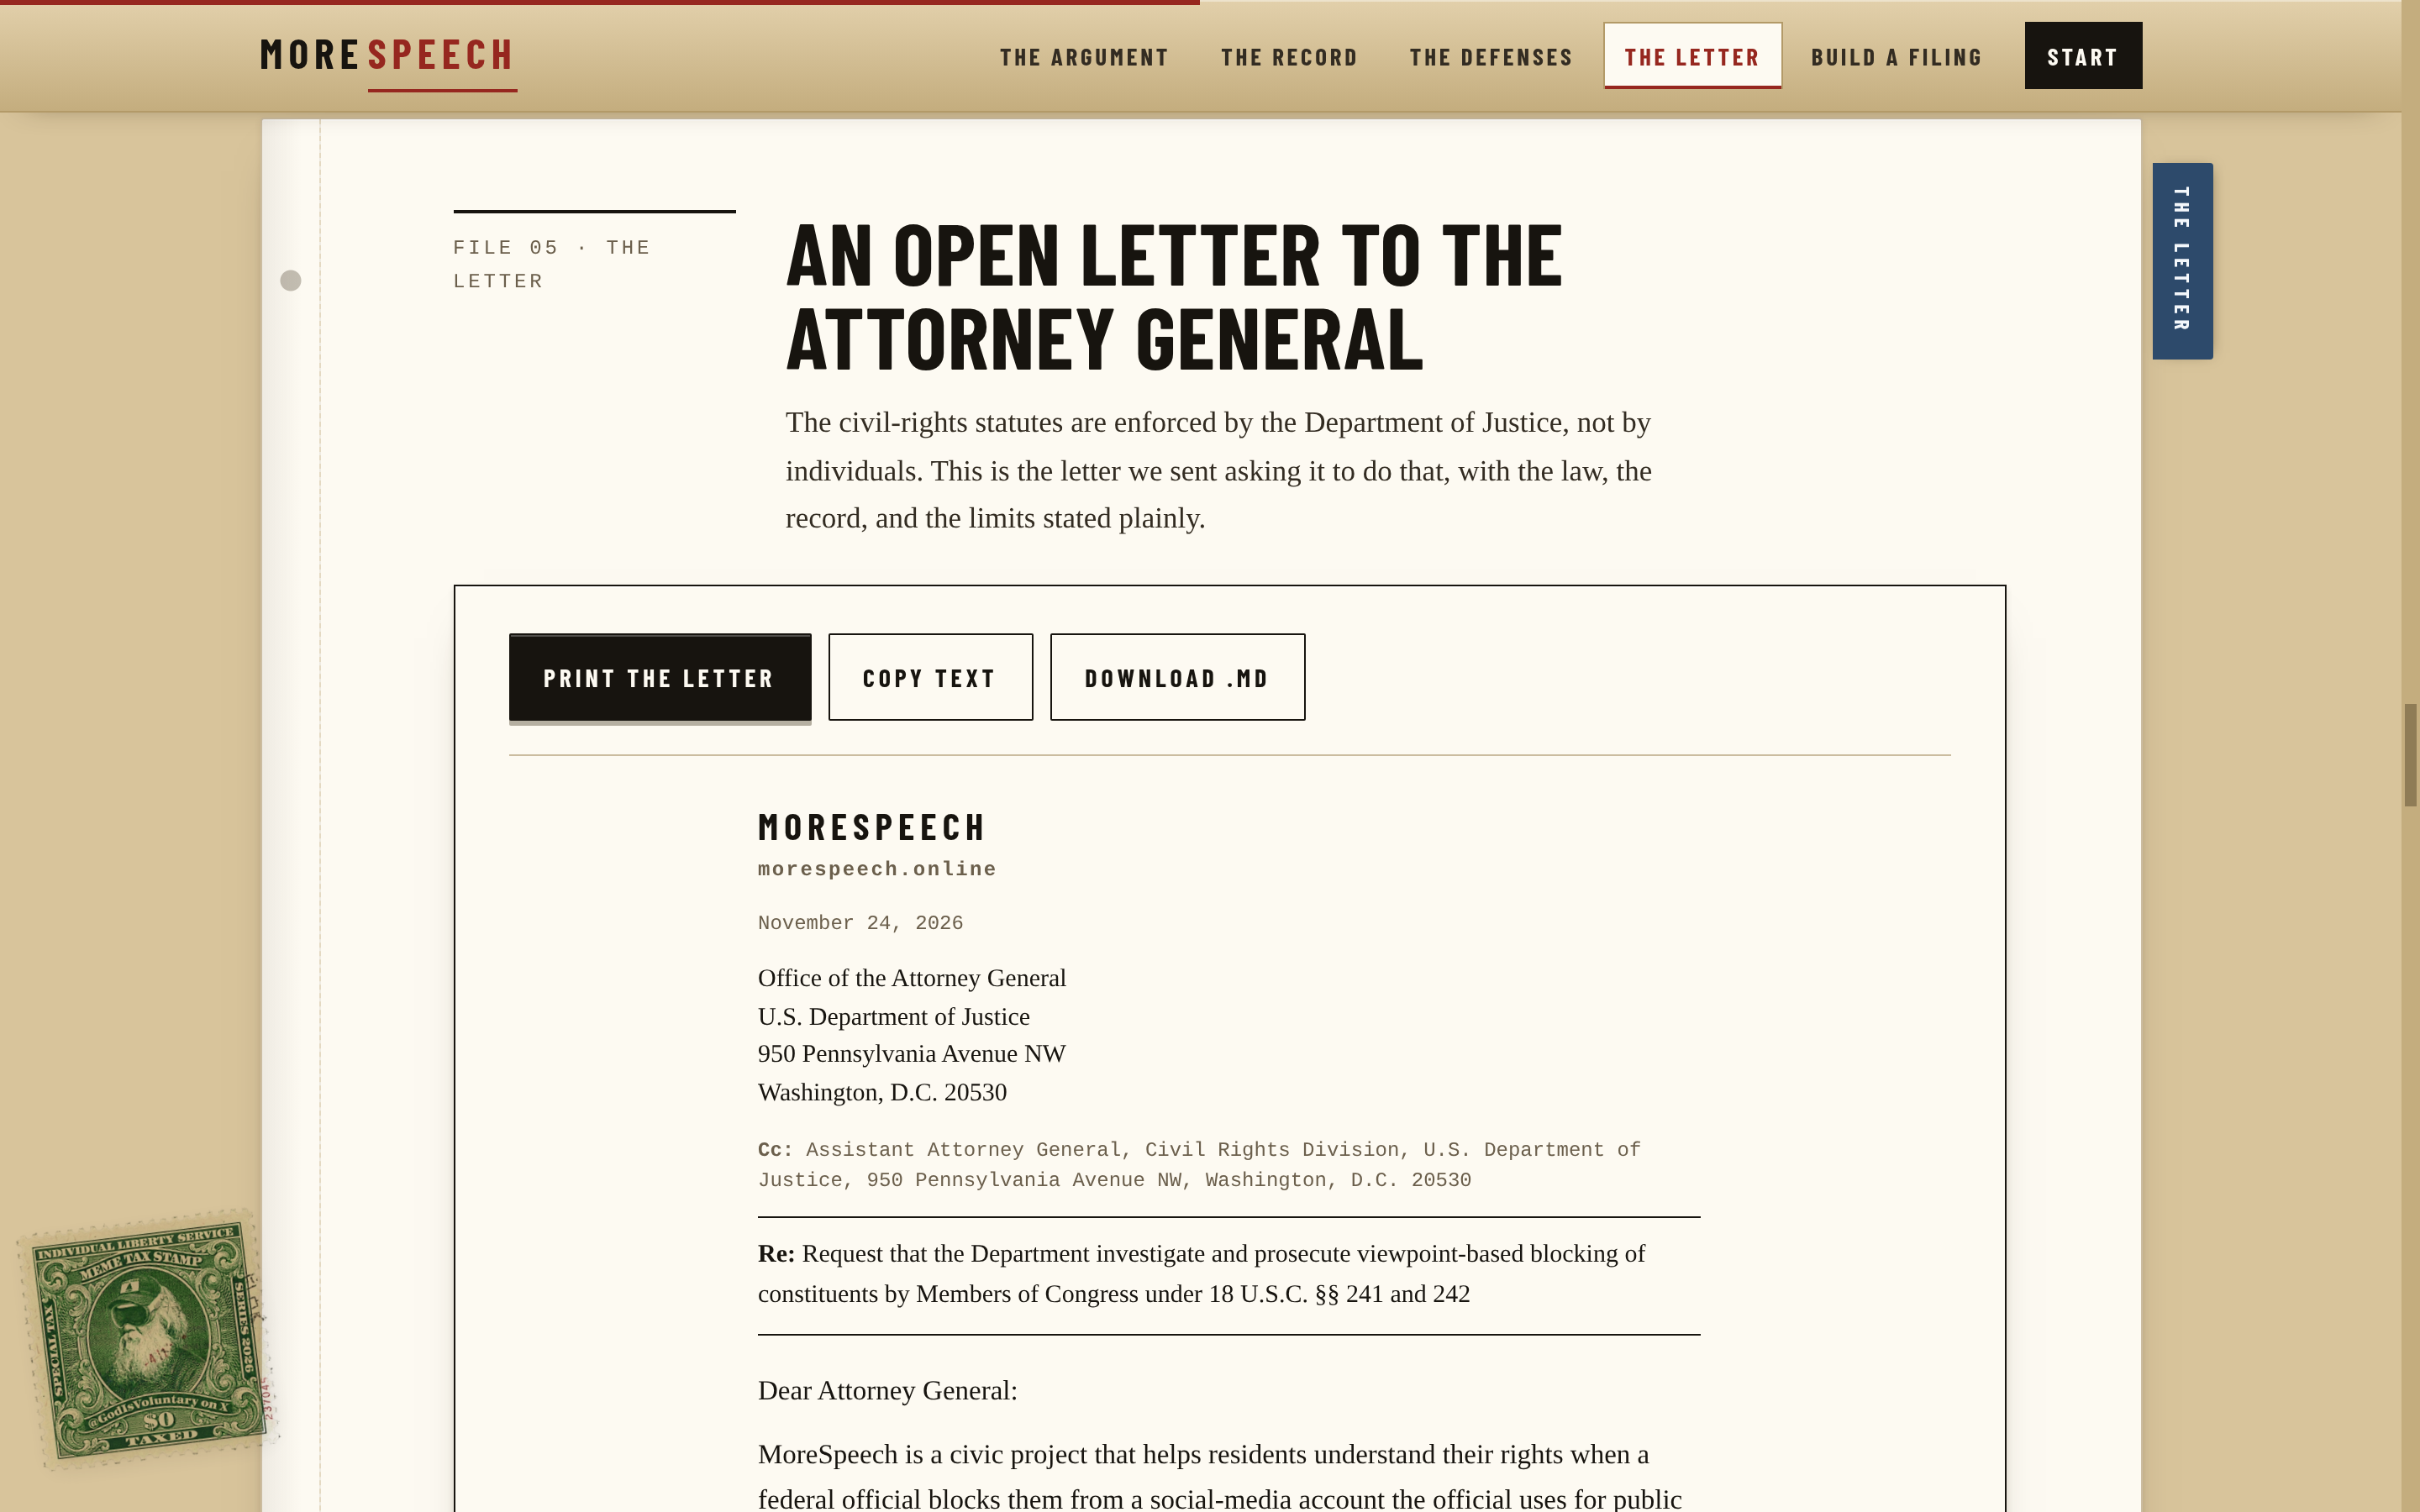 MORESPEECH
THE ARGUMENT
THE RECORD
THE DEFENSES
THE LETTER
BUILD A FILING
START
THE LETTER
FILE 05 · THE
LETTER
AN OPEN LETTER TO THE
ATTORNEY GENERAL
The civil-rights statutes are enforced by the Department of Justice, not by
individuals. This is the letter we sent asking it to do that, with the law, the
record, and the limits stated plainly.
PRINT THE LETTER
COPY TEXT
DOWNLOAD .MD
MORESPEECH
morespeech.online
November 24, 2026
Office of the Attorney General
U.S. Department of Justice
950 Pennsylvania Avenue NW
Washington, D.C. 20530
Cc: Assistant Attorney General, Civil Rights Division, U.S. Department of
Justice, 950 Pennsylvania Avenue NW, Washington, D.C. 20530
Re: Request that the Department investigate and prosecute viewpoint-based blocking of
constituents by Members of Congress under 18 U.S.C. §§ 241 and 242
Dear Attorney General:
MoreSpeech is a civic project that helps residents understand their rights when a
federal official blocks them from a social-media account the official uses for public
INDIVIDUAL LIBERTY SERVICE
MEME TAX STAMP
SPECIAL TAX
SERIES 2026
@GodIsVoluntary on X
$0
TAXED